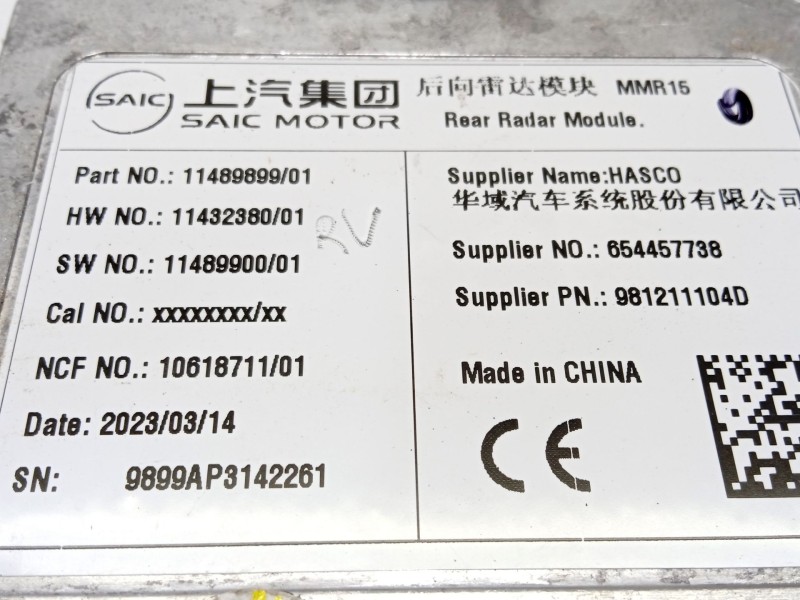 SAIC 上汽集团
SAIC MOTOR
后向雷达模块 MMR15
Rear Radar Module.
Part NO.: 11489899/01
HW NO.: 11432380/01
SW NO.: 11489900/01
Cal NO.: xxxxxxxx/xx
NCF NO.: 10618711/01
Date: 2023/03/14
SN: 9899AP3142261
Supplier Name:HASCO
华域汽车系统股份有限公司
Supplier NO.: 654457738
Supplier PN.: 981211104D
Made in CHINA
CE